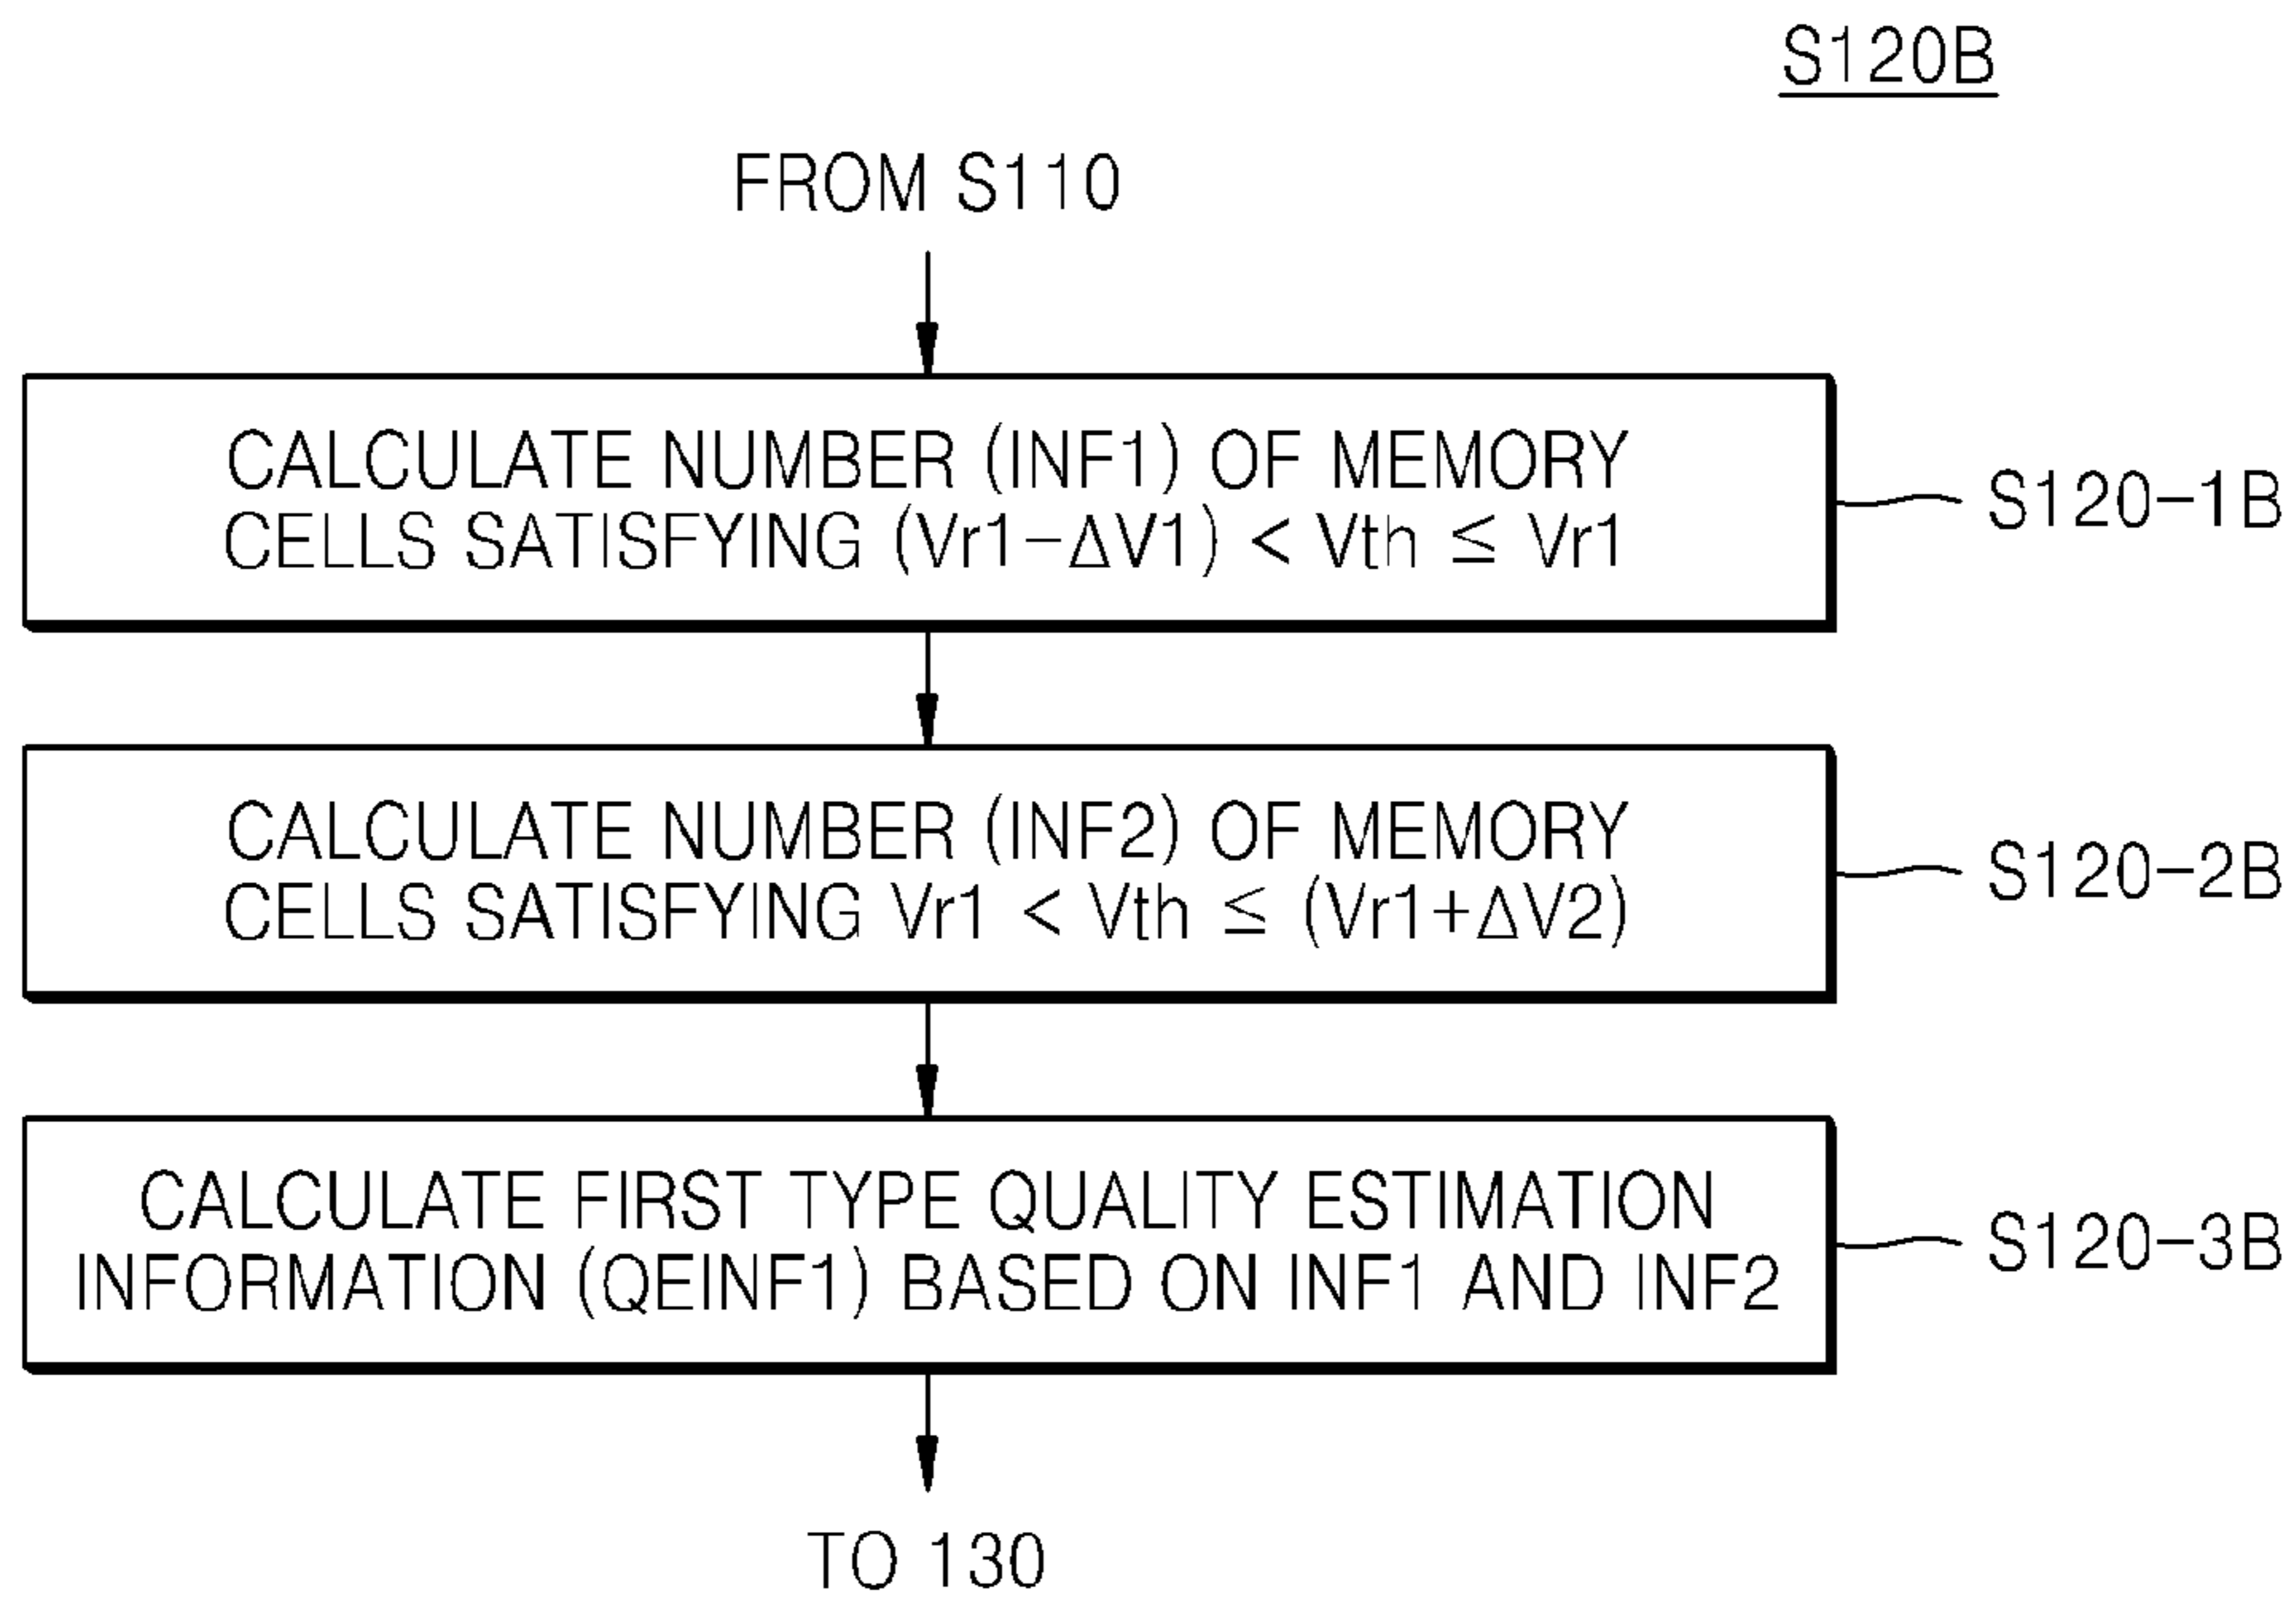 S120B
FROM S110
CALCULATE NUMBER (INF1) OF MEMORY
CELLS SATISFYING (Vr1-ΔV1) < Vth ≤ Vr1
S120-1B
CALCULATE NUMBER (INF2) OF MEMORY
CELLS SATISFYING Vr1 < Vth ≤ (Vr1+ΔV2)
S120-2B
CALCULATE FIRST TYPE QUALITY ESTIMATION
INFORMATION (QEINF1) BASED ON INF1 AND INF2
S120-3B
TO 130